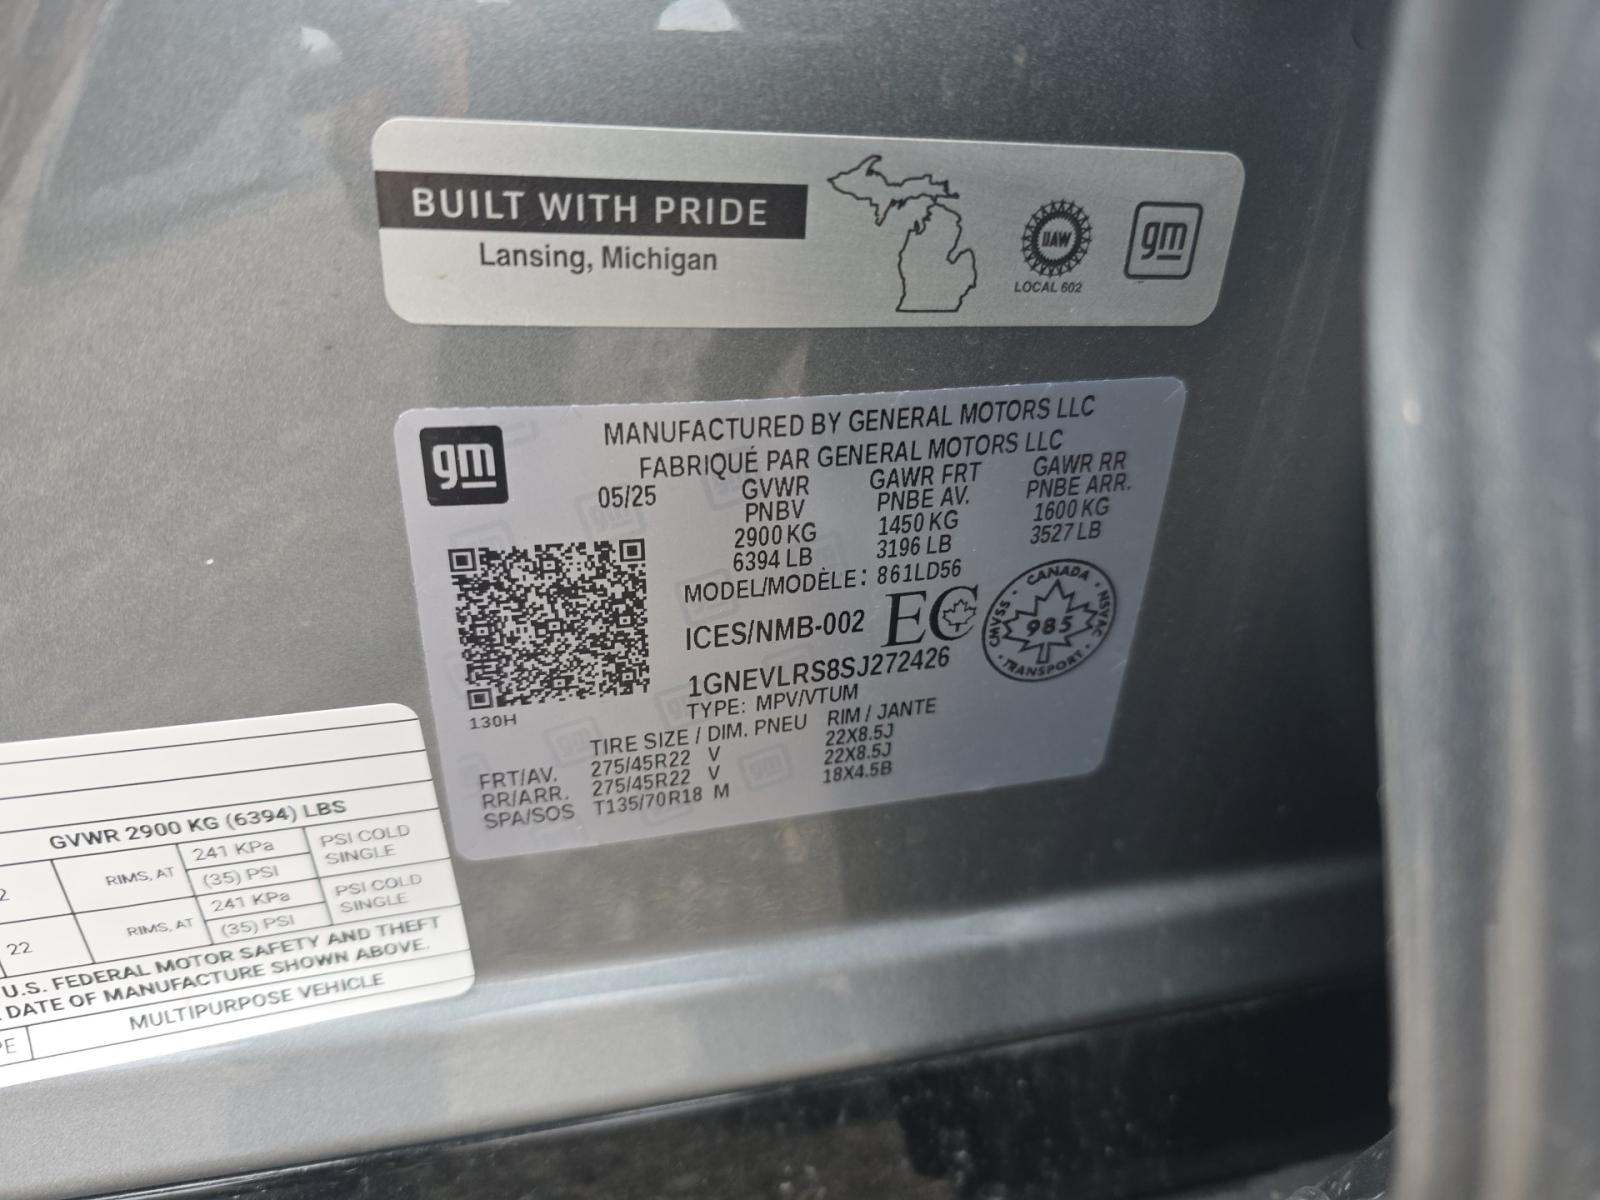 BUILT WITH PRIDE
Lansing, Michigan
UAW
LOCAL 602
gm
gm
MANUFACTURED BY GENERAL MOTORS LLC
FABRIQUÉ PAR GENERAL MOTORS LLC
05/25 GVWR GAWR FRT GAWR RR
PNBV PNBE AV. PNBE ARR.
2900 KG 1450 KG 1600 KG
6394 LB 3196 LB 3527 LB
MODEL/MODÈLE: 861LD56
ICES/NMB-002 EC
CANADA
CMVSS NSVAC
985
TRANSPORT
1GNEVLRS8SJ272426
130H
TYPE: MPV/VTUM
TIRE SIZE / DIM. PNEU RIM / JANTE
FRT/AV. 275/45R22 V 22X8.5J
RR/ARR. 275/45R22 V 22X8.5J
SPA/SOS T135/70R18 M 18X4.5B
GVWR 2900 KG (6394) LBS
2 RIMS, AT 241 KPa PSI COLD
(35) PSI SINGLE
22 RIMS, AT 241 KPa PSI COLD
(35) PSI SINGLE
U.S. FEDERAL MOTOR SAFETY AND THEFT
DATE OF MANUFACTURE SHOWN ABOVE.
PE MULTIPURPOSE VEHICLE